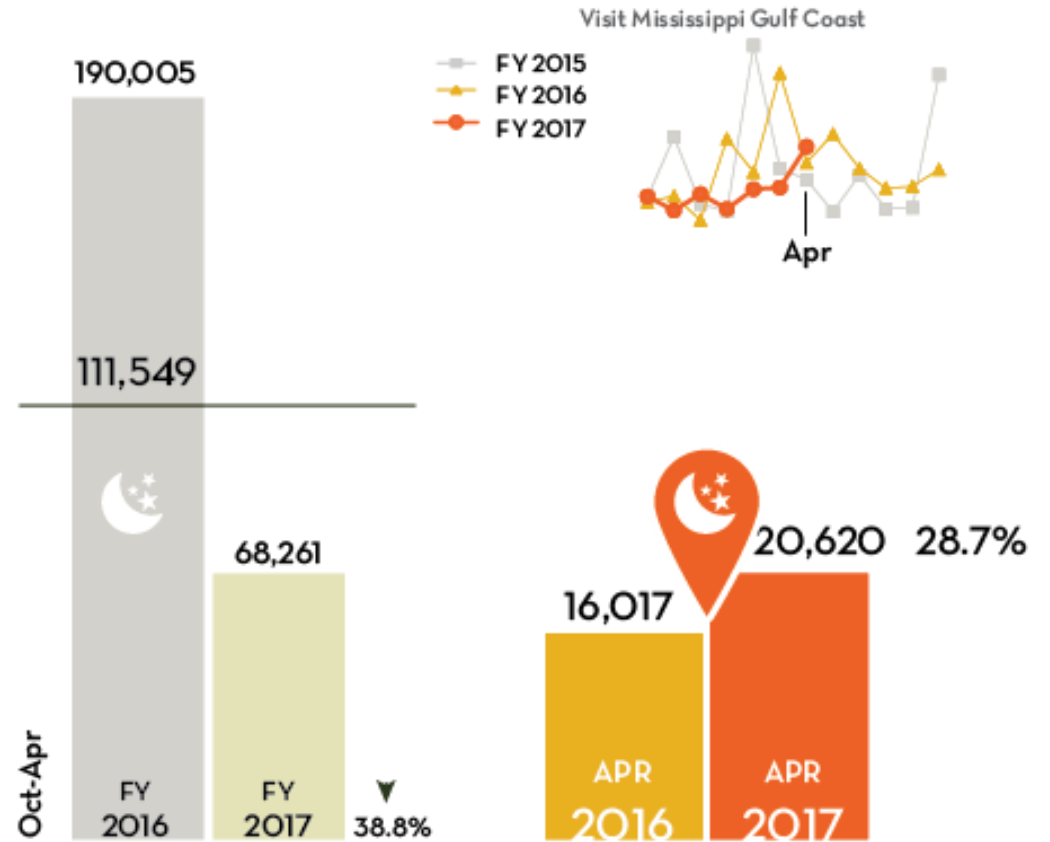 Visit Mississippi Gulf Coast
FY 2015
FY 2016
FY 2017
Apr
190,005
111,549
68,261
Oct-Apr
FY
2016
FY
2017
38.8%
16,017
20,620
28.7%
APR
2016
APR
2017